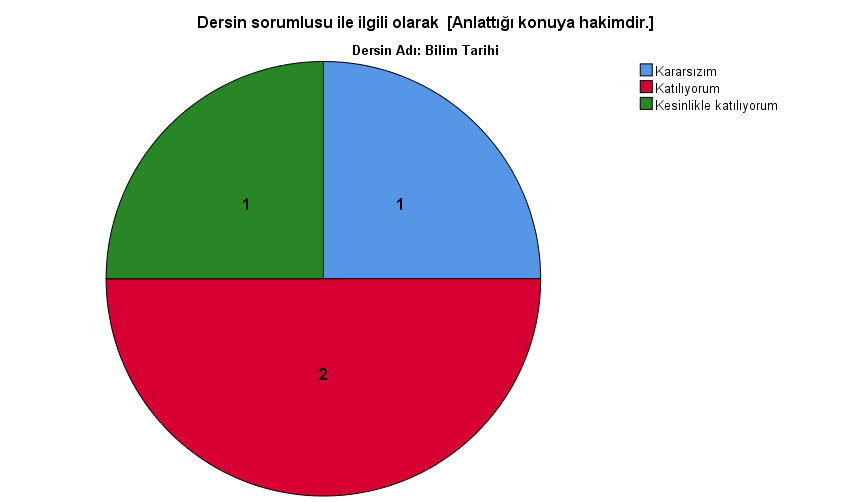 Dersin sorumlusu ile ilgili olarak  [Anlattığı konuya hakimdir.]
Dersin Adı: Bilim Tarihi
Kararsızım
Katılıyorum
Kesinlikle katılıyorum
1
1
2